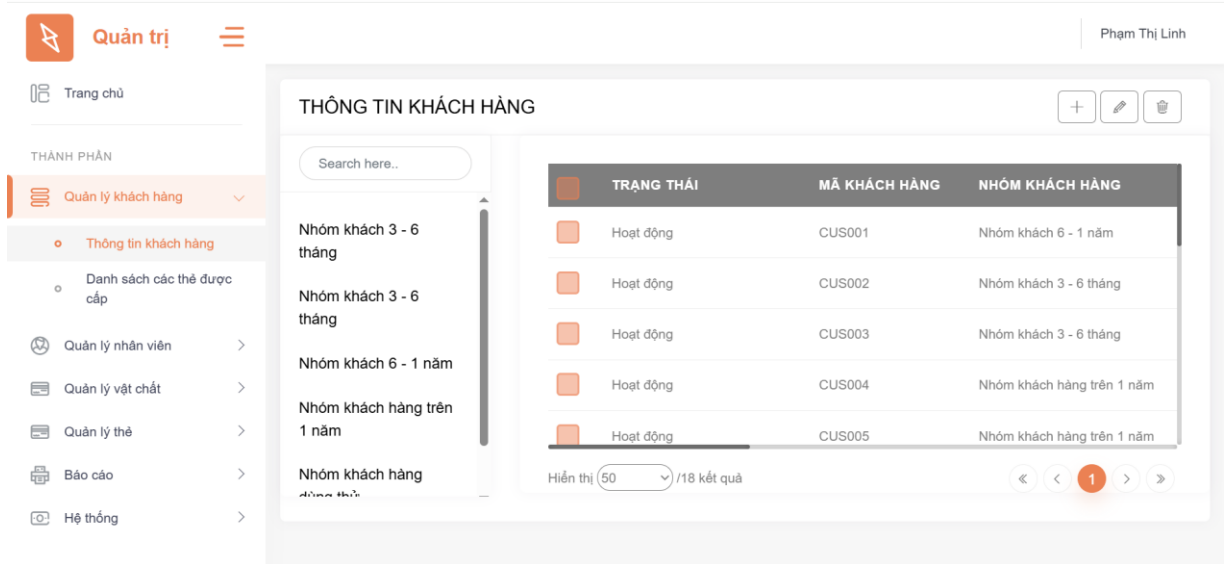 Quản trị
Phạm Thị Linh
Trang chủ
THÀNH PHẦN
Quản lý khách hàng
Thông tin khách hàng
Danh sách các thẻ được
cấp
Quản lý nhân viên
Quản lý vật chất
Quản lý thẻ
Báo cáo
Hệ thống
THÔNG TIN KHÁCH HÀNG
Search here..
Nhóm khách 3 - 6
tháng
Nhóm khách 3 - 6
tháng
Nhóm khách 6 - 1 năm
Nhóm khách hàng trên
1 năm
Nhóm khách hàng
dùng thử
TRẠNG THÁI MÃ KHÁCH HÀNG NHÓM KHÁCH HÀNG
Hoạt động CUS001 Nhóm khách 6 - 1 năm
Hoạt động CUS002 Nhóm khách 3 - 6 tháng
Hoạt động CUS003 Nhóm khách 3 - 6 tháng
Hoạt động CUS004 Nhóm khách hàng trên 1 năm
Hoạt động CUS005 Nhóm khách hàng trên 1 năm
Hiển thị 50 /18 kết quả
« < 1 > »